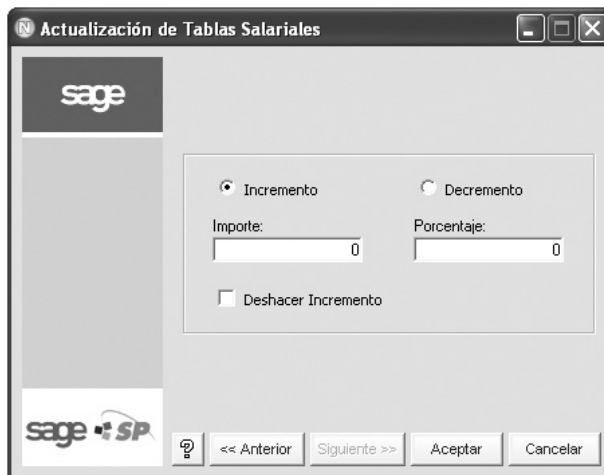 Actualización de Tablas Salariales
sage
Incremento
Decremento
Importe:
Porcentaje:
0
0
Deshacer Incremento
sage SP
? << Anterior Siguiente >> Aceptar Cancelar